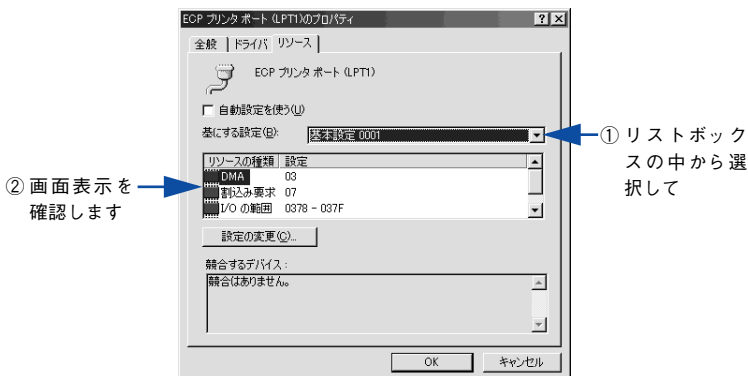 ECP プリンタ ポート (LPT1)のプロパティ
全般
ドライバ
リソース
ECP プリンタ ポート (LPT1)
自動設定を使う(U)
基にする設定(B):
基本設定 0001
リソースの種類 設定
DMA 03
割込み要求 07
I/O の範囲 0378 - 037F
設定の変更(C)...
競合するデバイス:
競合はありません。
OK
キャンセル
① リストボック
スの中から選
択して
② 画面表示を
確認します